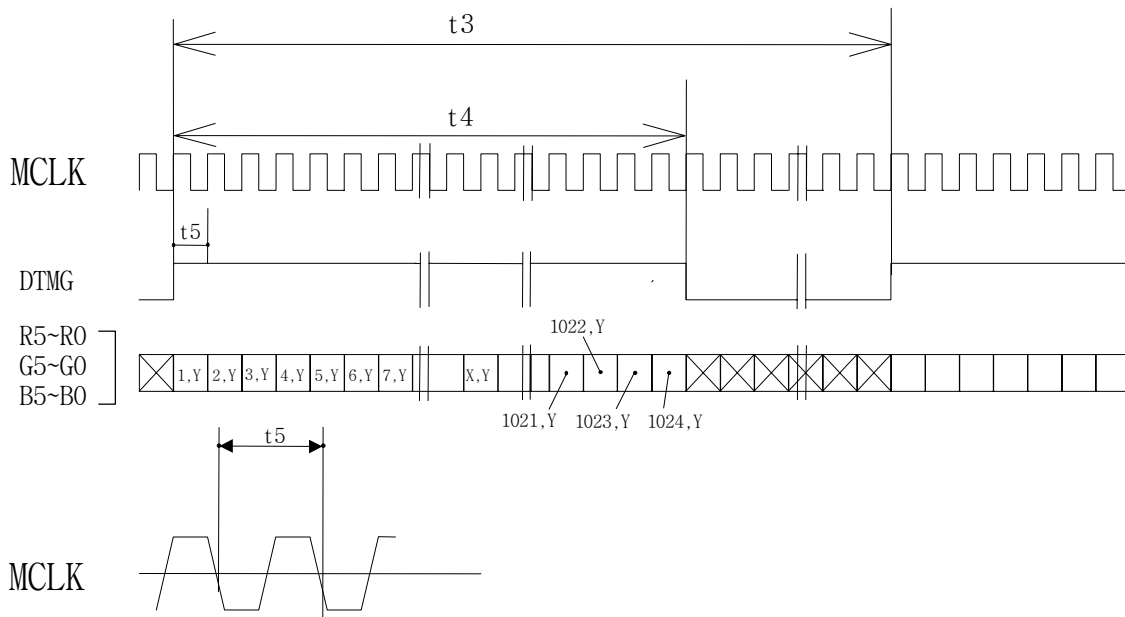 t3
t4
MCLK
t5
DTMG
R5~R0
G5~G0
B5~B0
1,Y 2,Y 3,Y 4,Y 5,Y 6,Y 7,Y X,Y
1022,Y
1021,Y 1023,Y 1024,Y
t5
MCLK